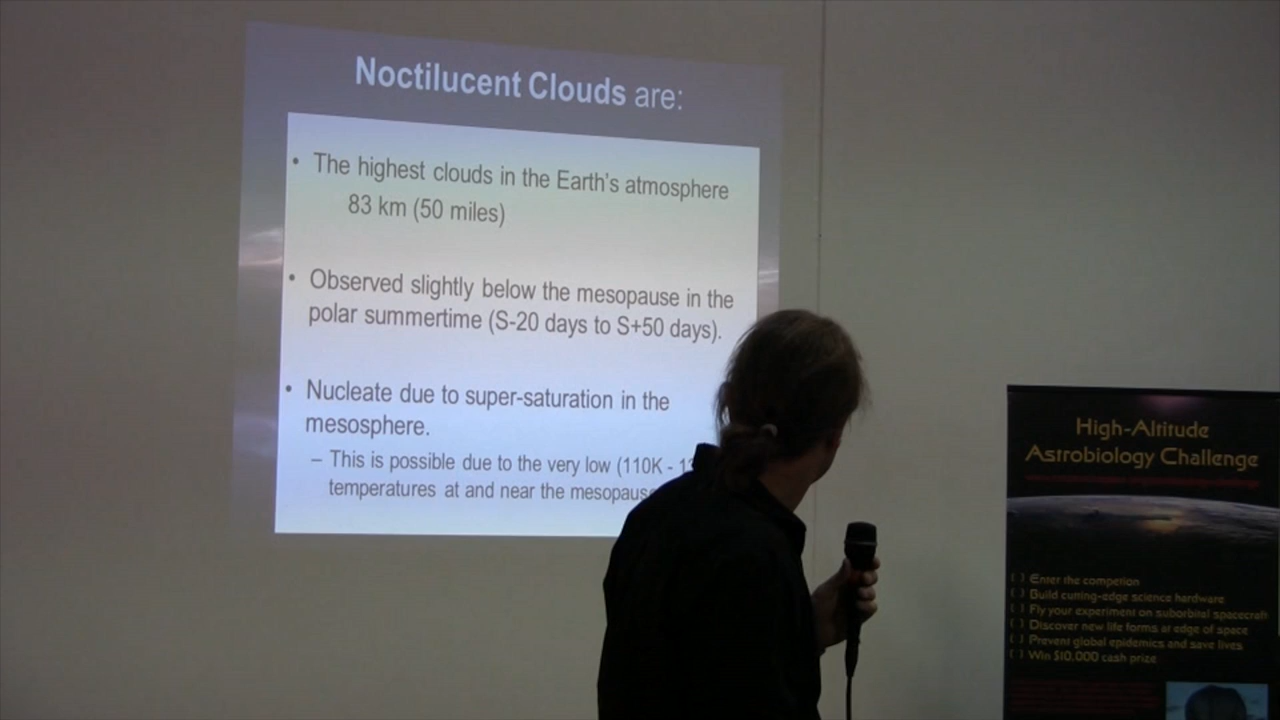 Noctilucent Clouds are:
• The highest clouds in the Earth's atmosphere
83 km (50 miles)
• Observed slightly below the mesopause in the
polar summertime (S-20 days to S+50 days).
• Nucleate due to super-saturation in the
mesosphere.
– This is possible due to the very low (110K -
temperatures at and near the mesopause
High-Altitude
Astrobiology Challenge
( ) Enter the competion
( ) Build cutting-edge science hardware
( ) Fly your experiment on suborbital spacecraft
( ) Discover new life forms at edge of space
( ) Prevent global epidemics and save lives
( ) Win $10,000 cash prize